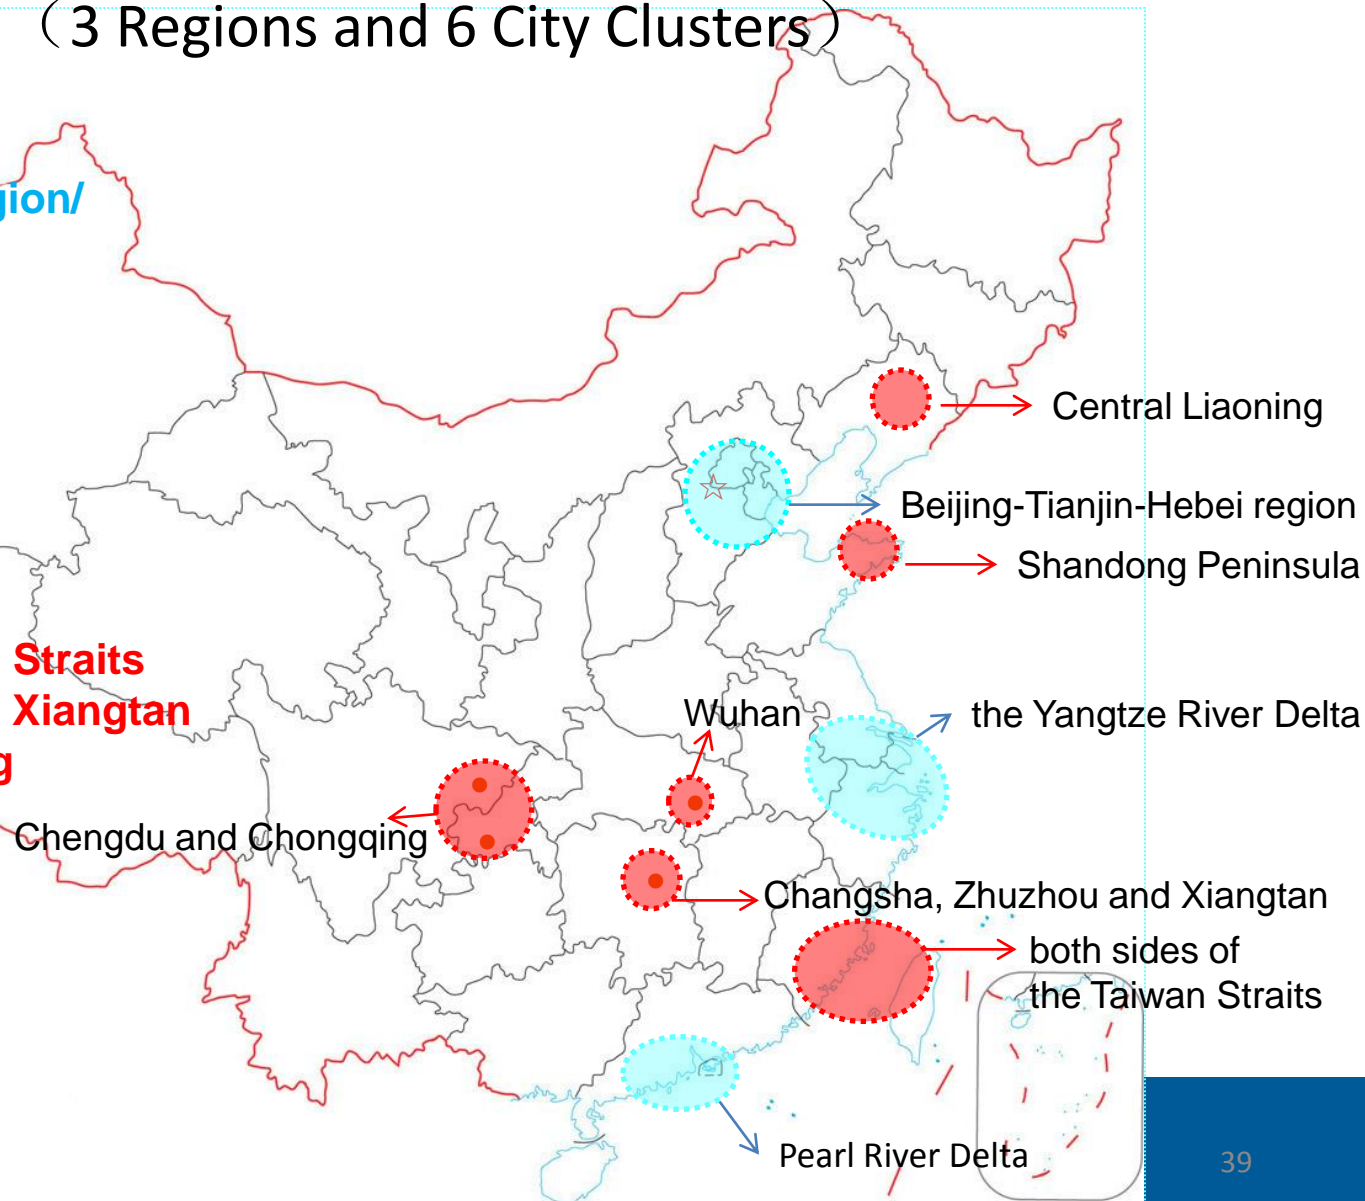 （3 Regions and 6 City Clusters）
gion/
Central Liaoning
Beijing-Tianjin-Hebei region
Shandong Peninsula
Straits
Xiangtan
g
Wuhan
the Yangtze River Delta
Chengdu and Chongqing
Changsha, Zhuzhou and Xiangtan
both sides of
the Taiwan Straits
Pearl River Delta
39